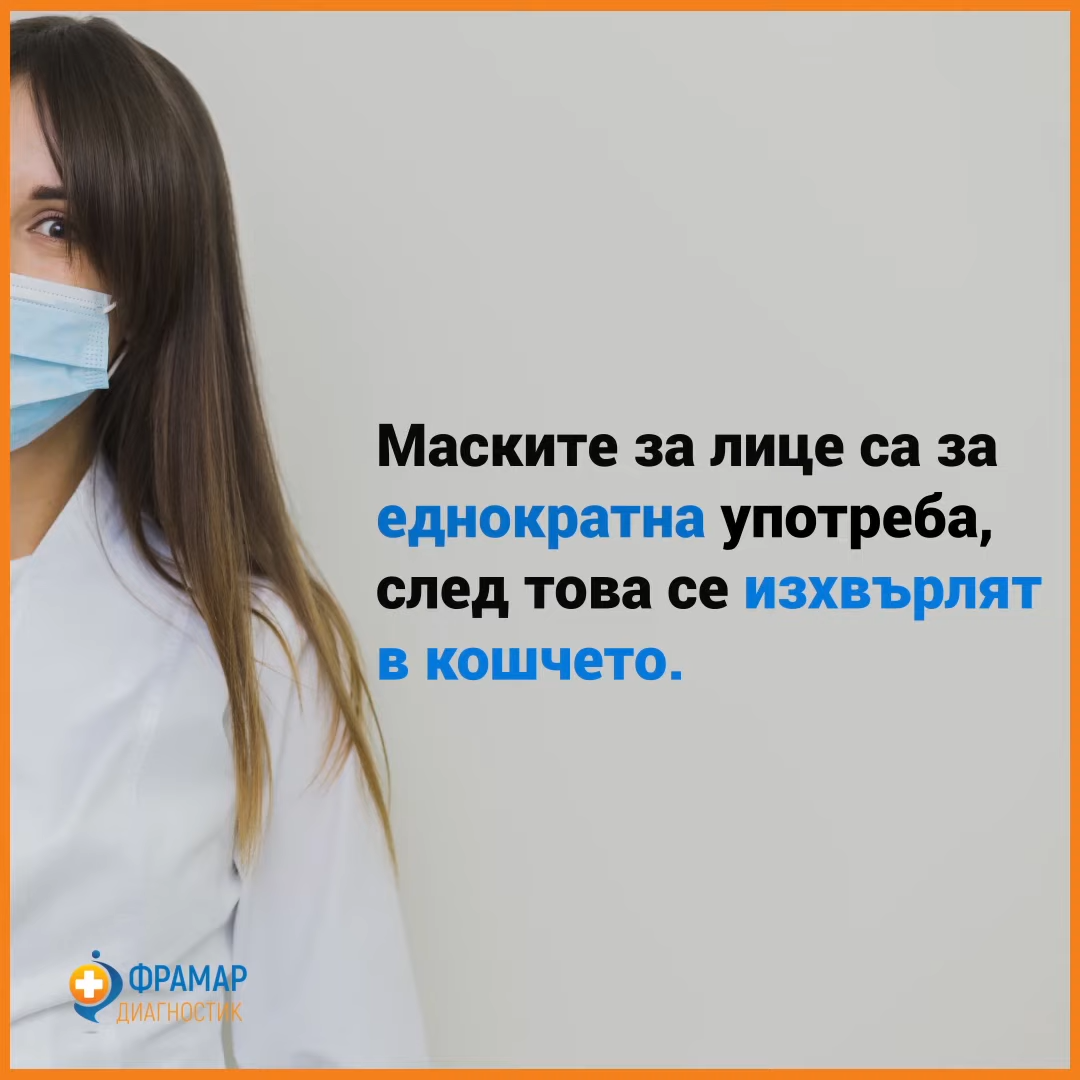 Маските за лице са за
еднократна употреба,
след това се изхвърлят
в кошчето.
ФРАМАР
ДИАГНОСТИК